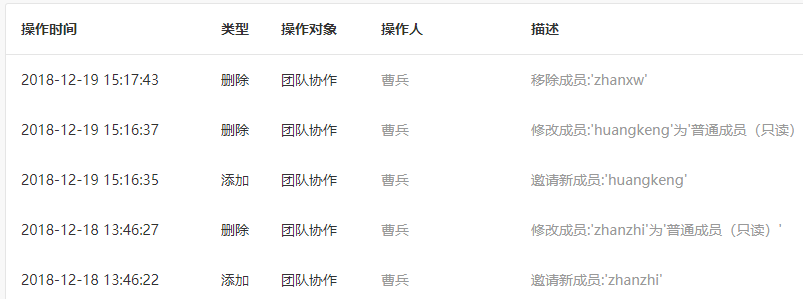 操作时间 类型 操作对象 操作人 描述
2018-12-19 15:17:43 删除 团队协作 曹兵 移除成员:'zhanxw'
2018-12-19 15:16:37 删除 团队协作 曹兵 修改成员:'huangkeng'为'普通成员（只读）
2018-12-19 15:16:35 添加 团队协作 曹兵 邀请新成员:'huangkeng'
2018-12-18 13:46:27 删除 团队协作 曹兵 修改成员:'zhanzhi'为'普通成员（只读）'
2018-12-18 13:46:22 添加 团队协作 曹兵 邀请新成员:'zhanzhi'